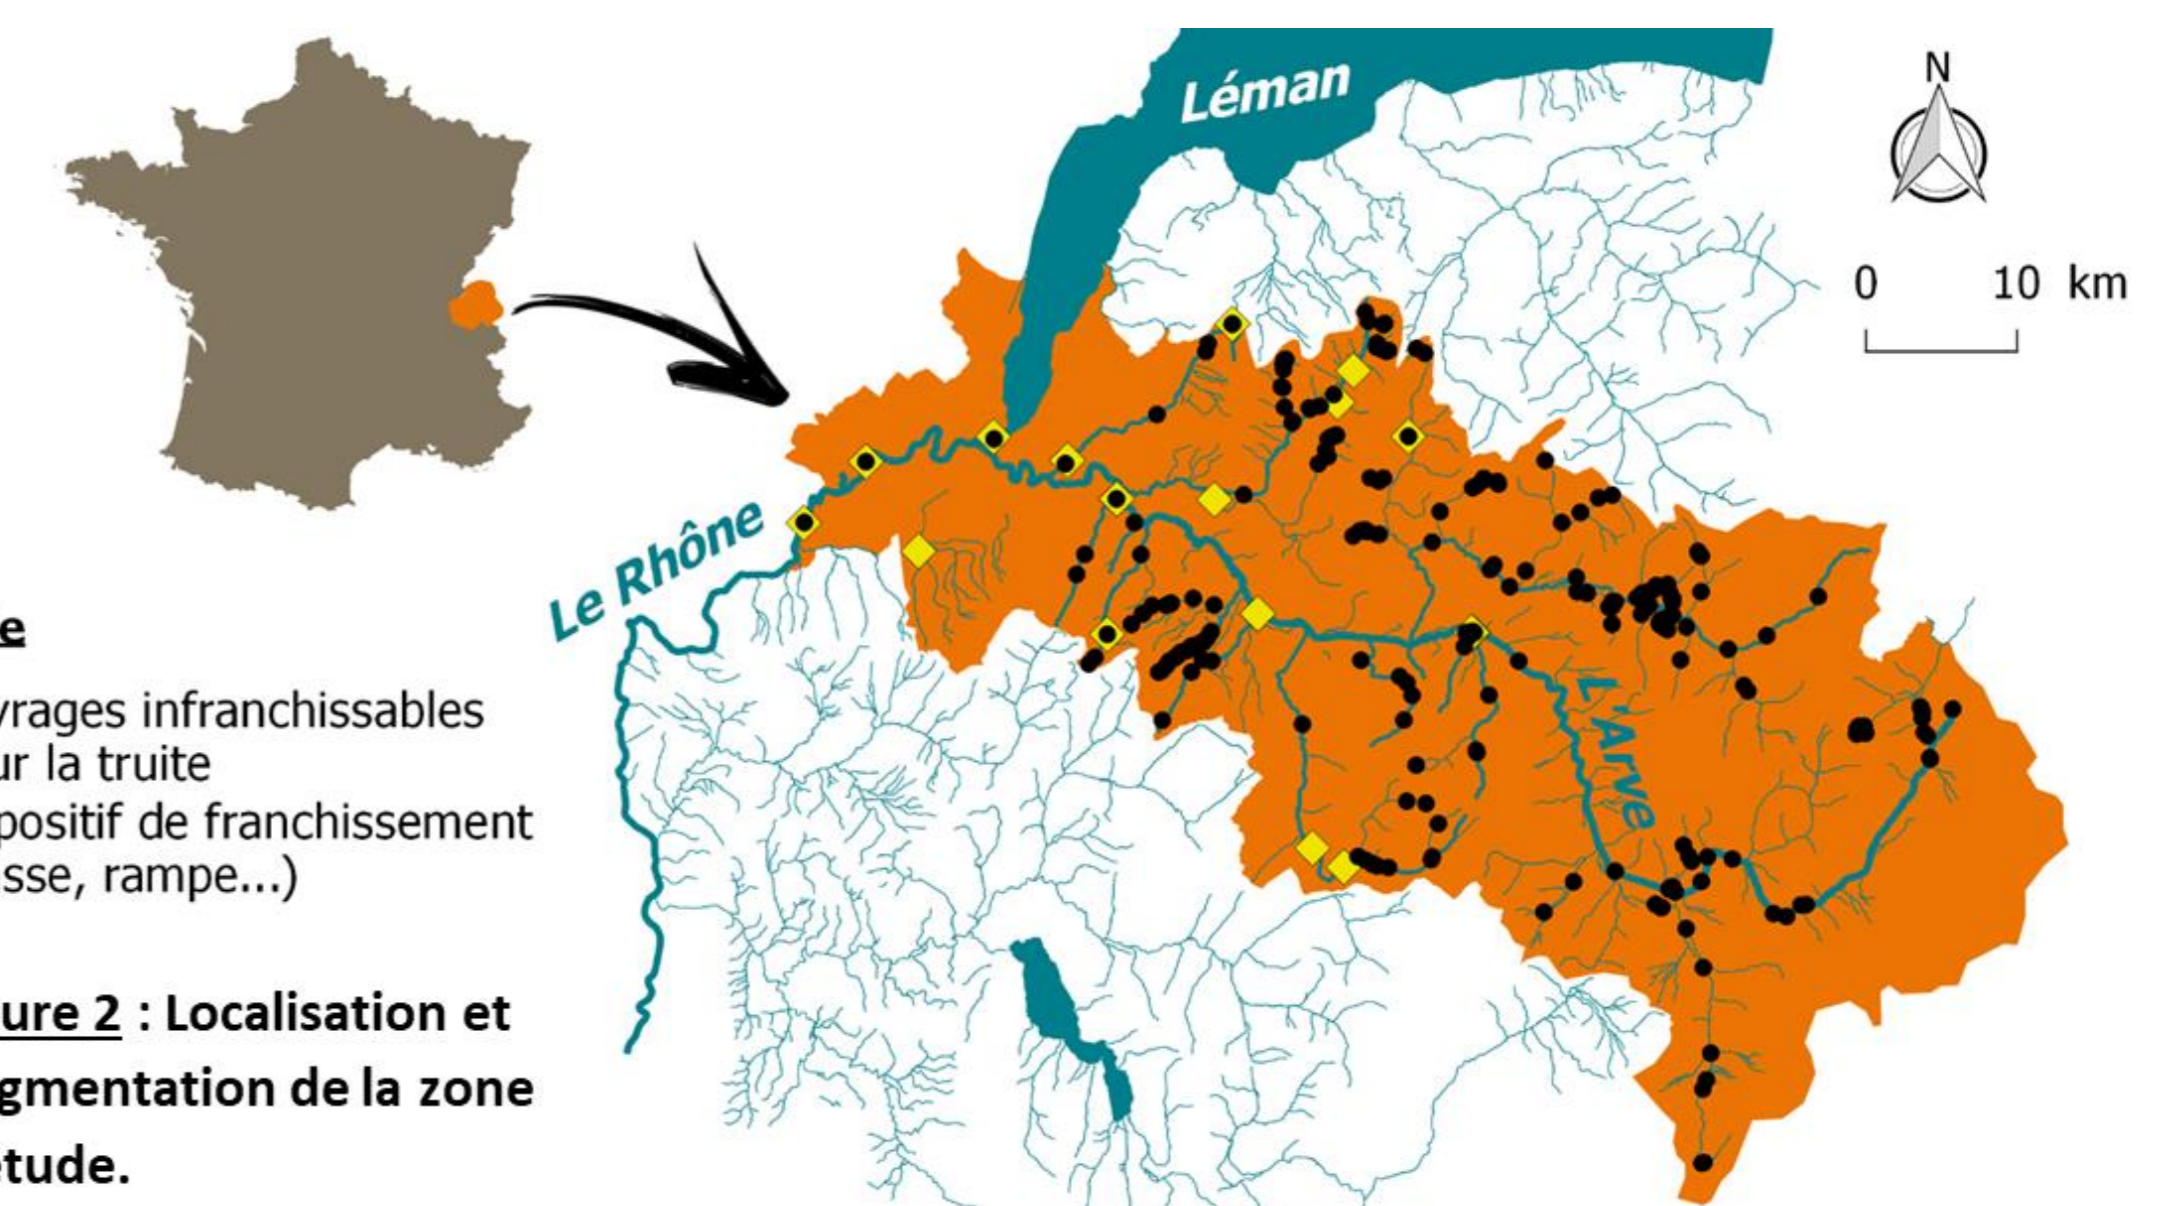 Léman
N
0 10 km
Le Rhône
L'Arve
e
vrages infranchissables
ur la truite
positif de franchissement
sse, rampe...)
ure 2 : Localisation et
gmentation de la zone
étude.